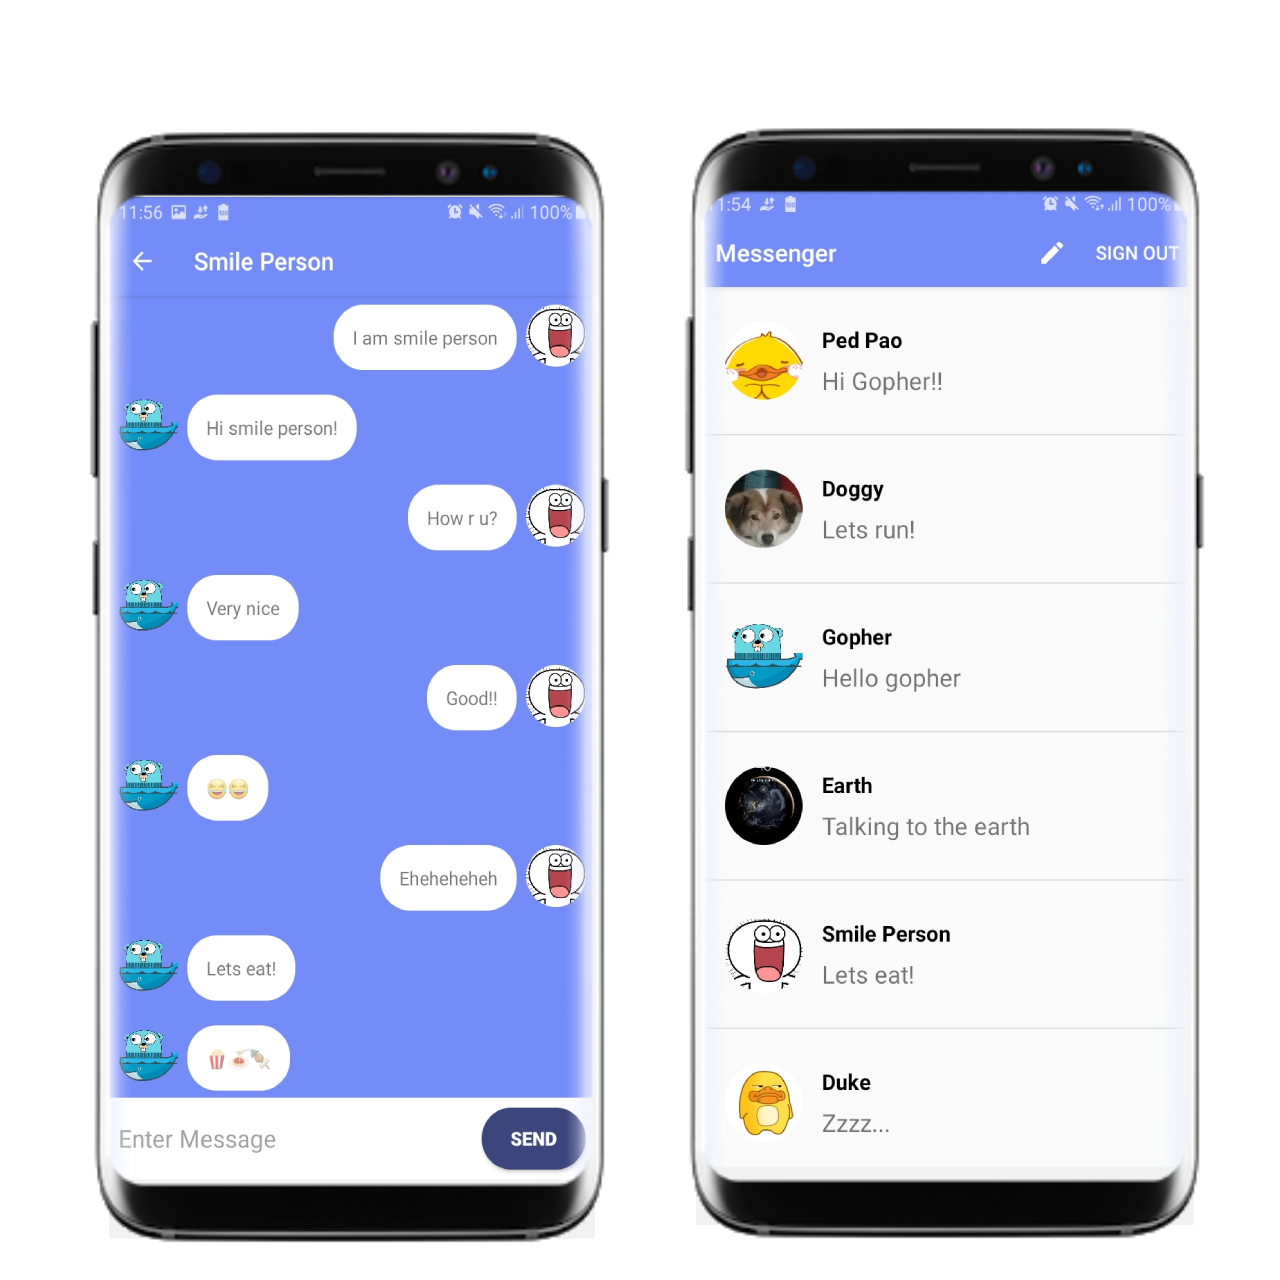 11:56
100%
Smile Person
I am smile person
Hi smile person!
How r u?
Very nice
Good!!
😂😂
Eheheheheh
Lets eat!
Enter Message
SEND
1:54
100%
Messenger
SIGN OUT
Ped Pao
Hi Gopher!!
Doggy
Lets run!
Gopher
Hello gopher
Earth
Talking to the earth
Smile Person
Lets eat!
Duke
Zzzz...